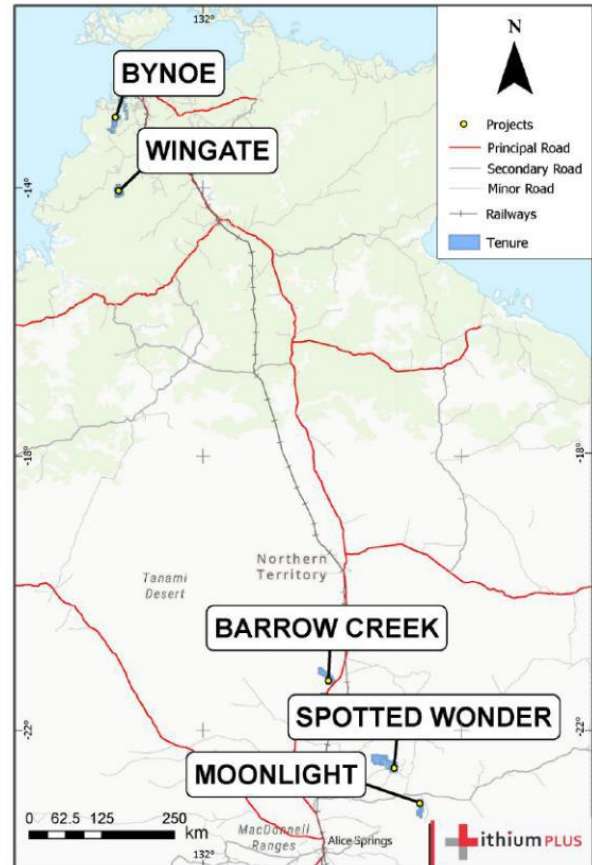 132°
N
BYNOE
Projects
Principal Road
WINGATE
Secondary Road
Minor Road
-14°
-14°
Railways
Tenure
-18°
-18°
Northern
Territory
Tanami
Desert
BARROW CREEK
SPOTTED WONDER
-22°
-22°
MOONLIGHT
0 62.5 125 250
km
MacDonnell
Ranges
Alice Springs
132°
Lithium PLUS